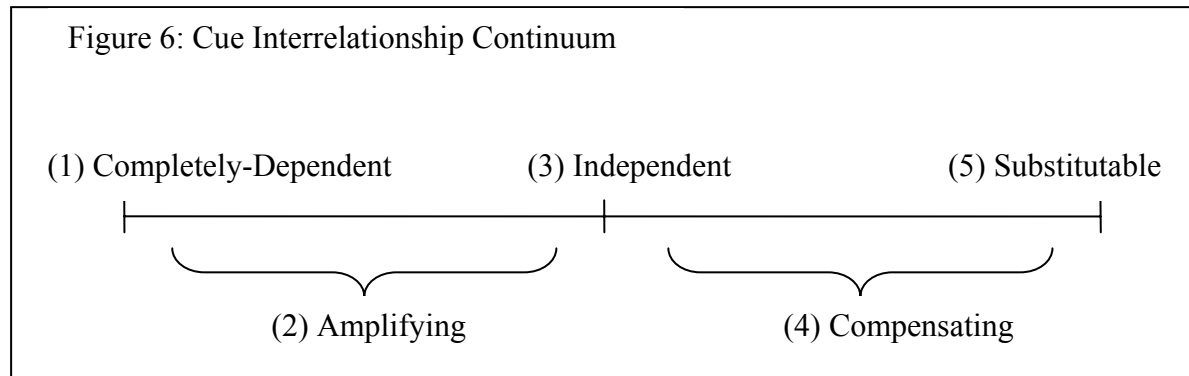 Figure 6: Cue Interrelationship Continuum
(1) Completely-Dependent (3) Independent (5) Substitutable
(2) Amplifying (4) Compensating